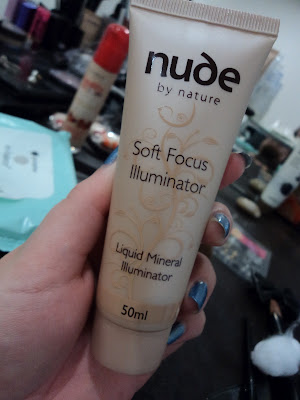 nude
by nature
Soft Focus
Illuminator
Liquid Mineral
Illuminator
50ml